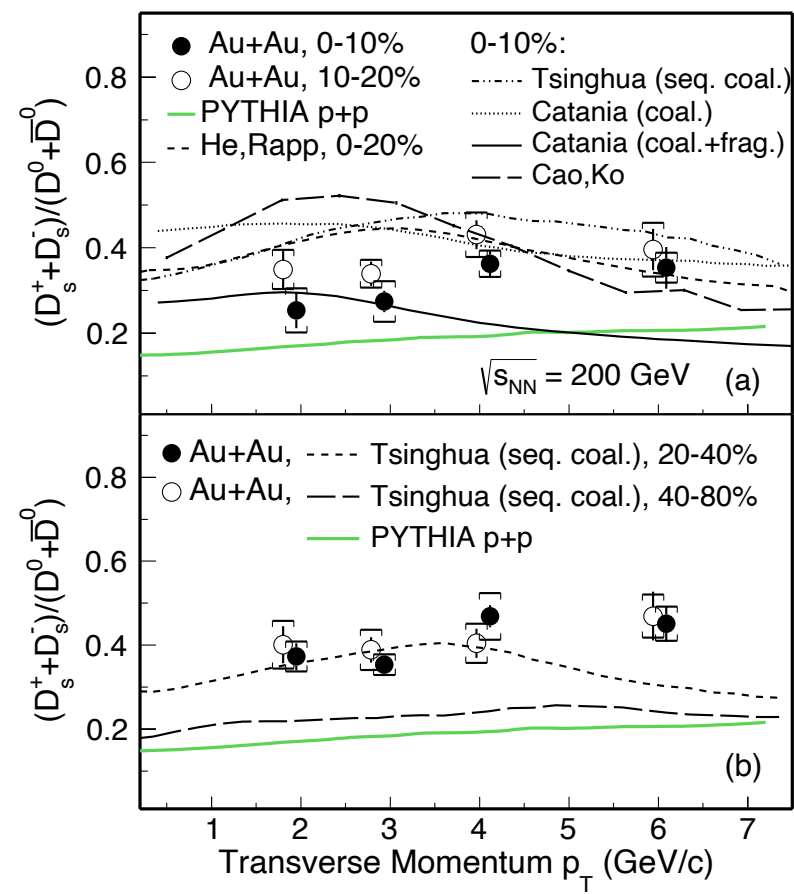 Au+Au, 0-10%
Au+Au, 10-20%
PYTHIA p+p
He,Rapp, 0-20%
0-10%:
Tsinghua (seq. coal.)
Catania (coal.)
Catania (coal.+frag.)
Cao,Ko
0.8
0.6
0.4
0.2
(D_s^+ + D_s^-)/(D^0 + D̅^0)
√s_NN = 200 GeV
(a)
Au+Au, Tsinghua (seq. coal.), 20-40%
Au+Au, Tsinghua (seq. coal.), 40-80%
PYTHIA p+p
0.8
0.6
0.4
0.2
(D_s^+ + D_s^-)/(D^0 + D̅^0)
(b)
1 2 3 4 5 6 7
Transverse Momentum p_T (GeV/c)